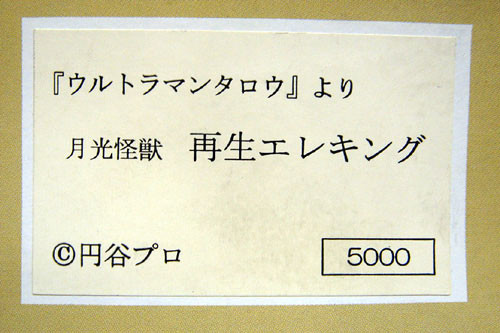 『ウルトラマンタロウ』より
月光怪獣 再生エレキング
©円谷プロ 5000